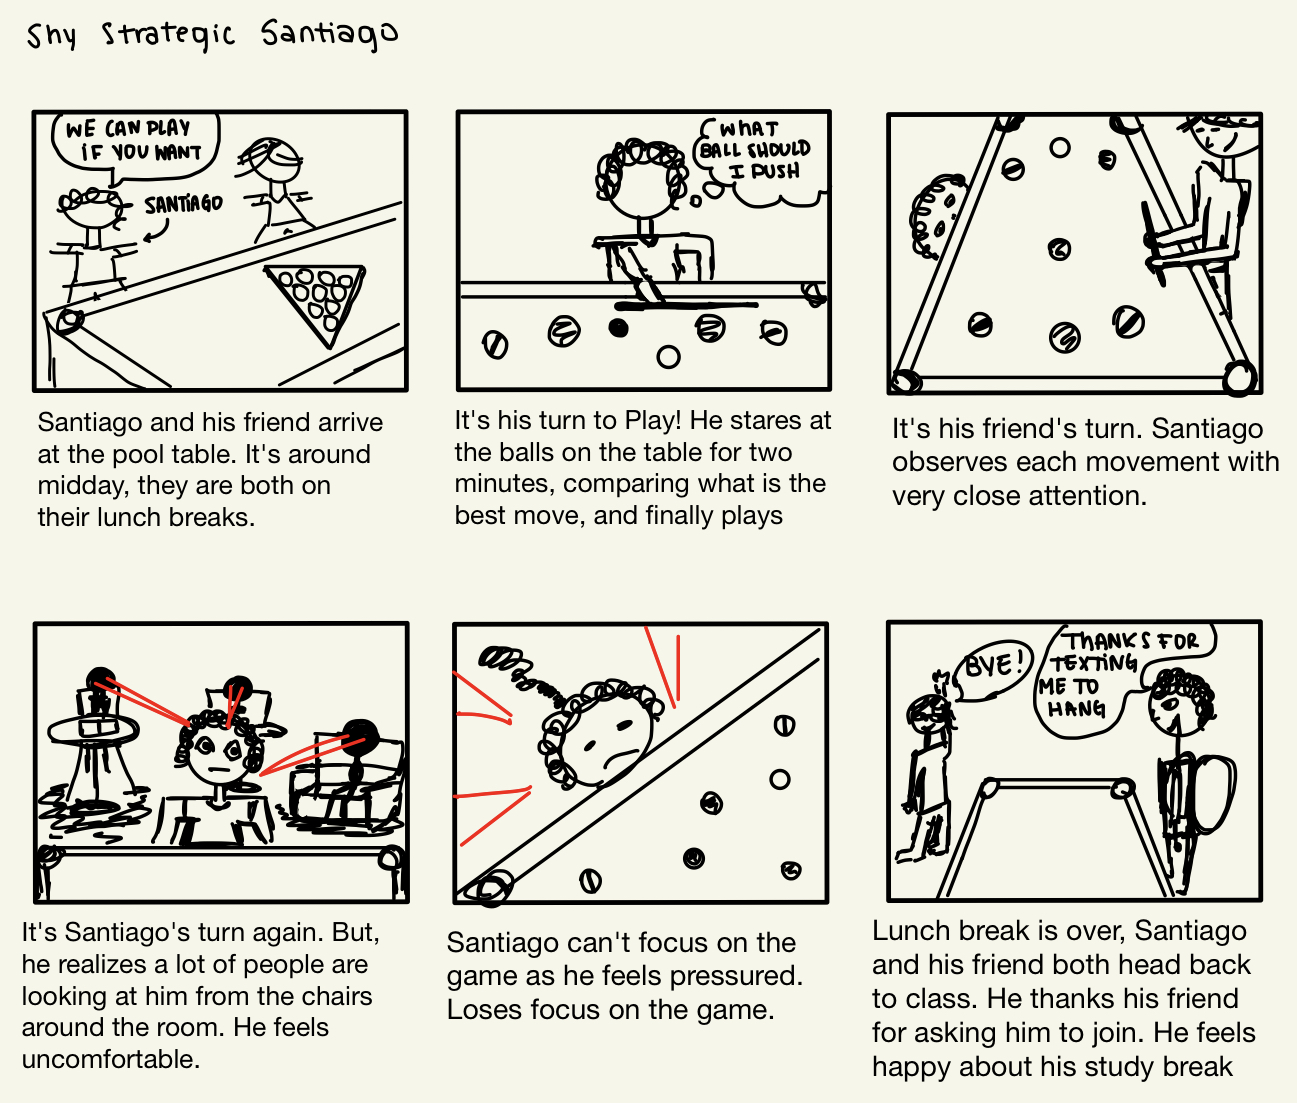 Shy Strategic Santiago
WE CAN PLAY
iF YOU WANT
SANTiAGO
Santiago and his friend arrive
at the pool table. It's around
midday, they are both on
their lunch breaks.
WHAT
BALL SHOULD
I PUSH
It's his turn to Play! He stares at
the balls on the table for two
minutes, comparing what is the
best move, and finally plays
It's his friend's turn. Santiago
observes each movement with
very close attention.
It's Santiago's turn again. But,
he realizes a lot of people are
looking at him from the chairs
around the room. He feels
uncomfortable.
Santiago can't focus on the
game as he feels pressured.
Loses focus on the game.
BYE!
THANKS FOR
TEXTING
ME TO
HANG
Lunch break is over, Santiago
and his friend both head back
to class. He thanks his friend
for asking him to join. He feels
happy about his study break